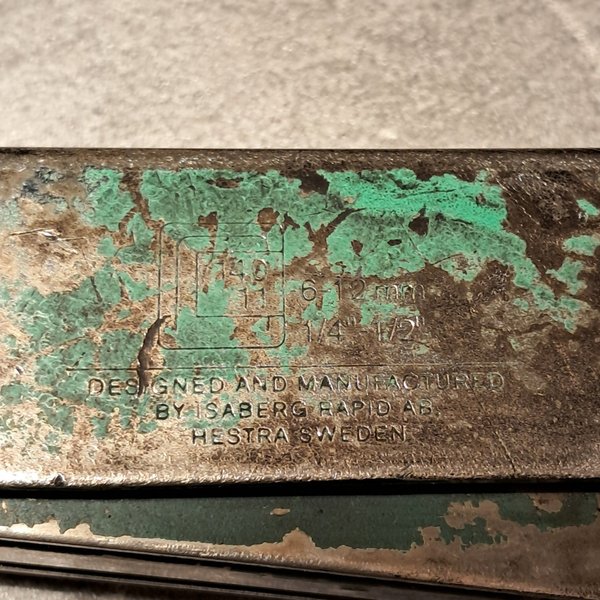 140
11
6-12 mm
1/4"-1/2"
DESIGNED AND MANUFACTURED
BY ISABERG RAPID AB.
HESTRA SWEDEN